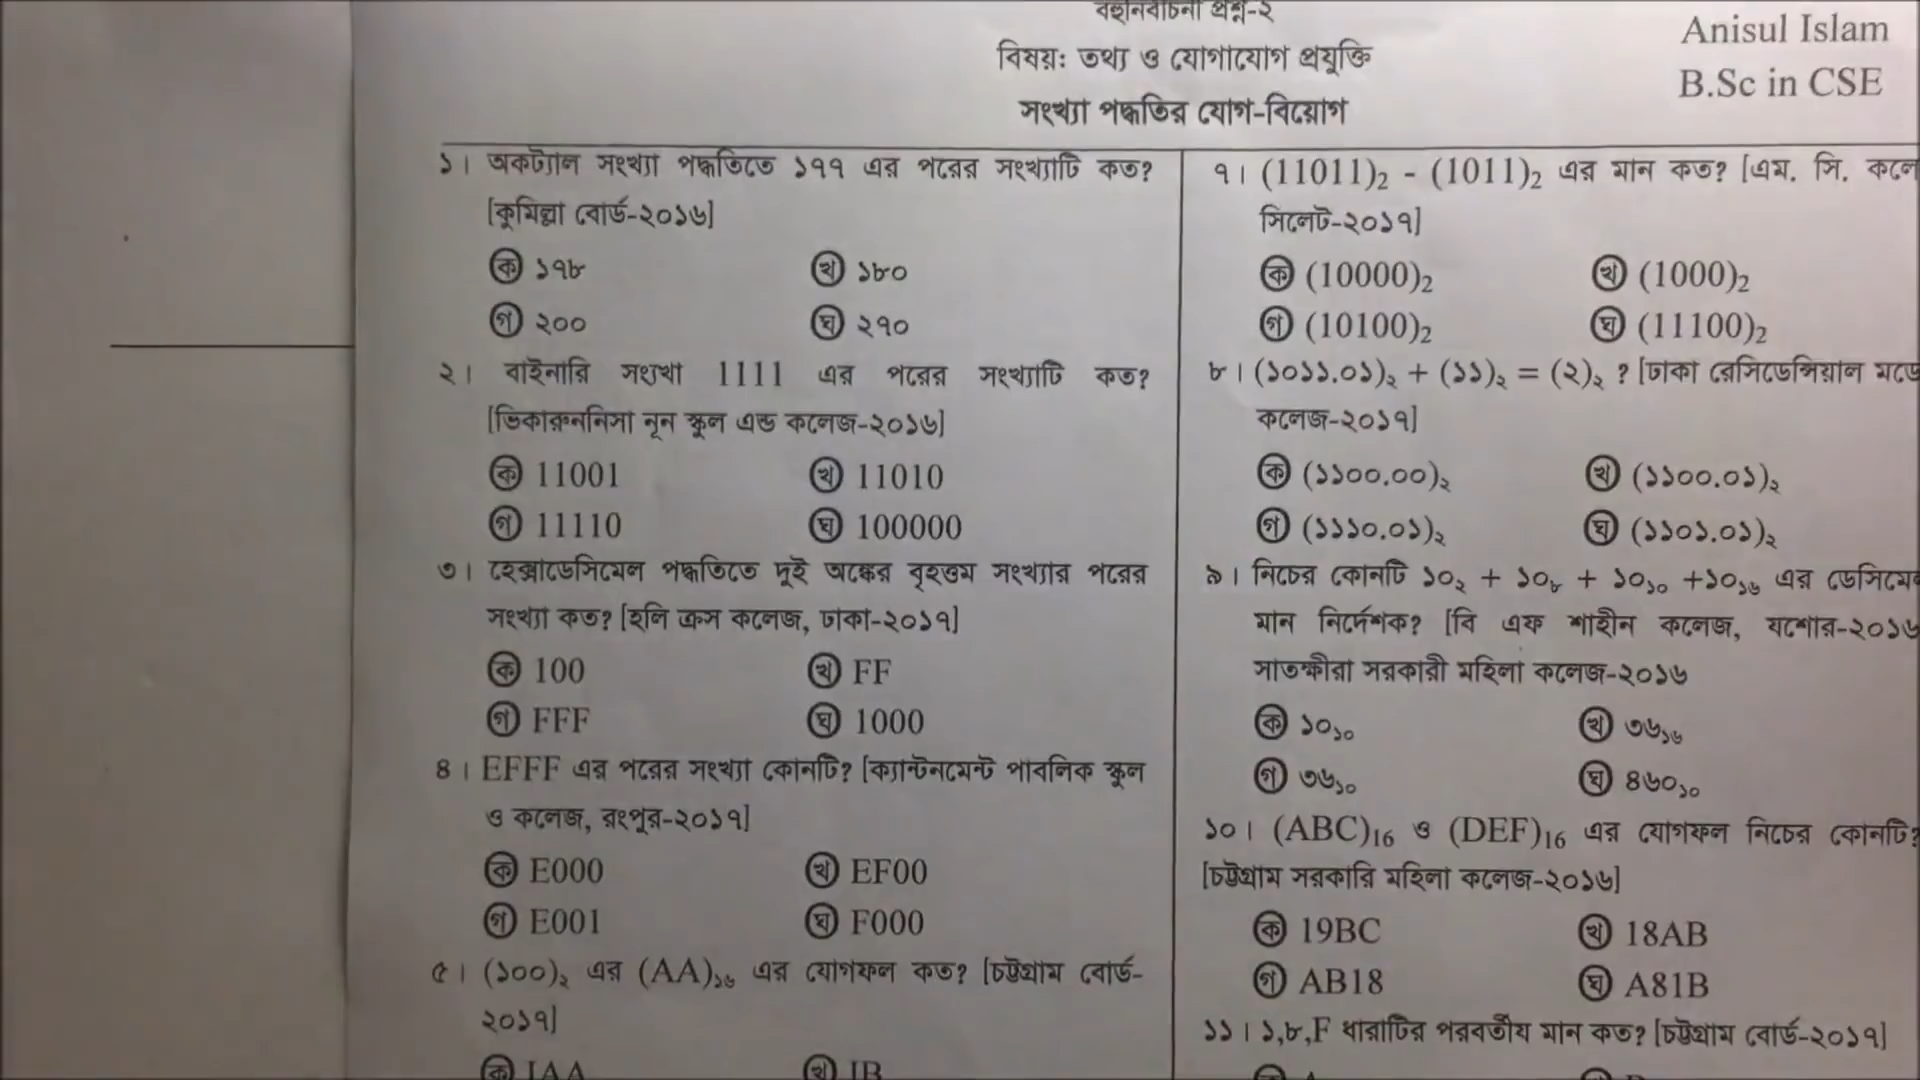 বহুনির্বাচনী প্রশ্ন-২
বিষয়ঃ তথ্য ও যোগাযোগ প্রযুক্তি
সংখ্যা পদ্ধতির যোগ-বিয়োগ
Anisul Islam
B.Sc in CSE
১। অকট্যাল সংখ্যা পদ্ধতিতে ১৭৭ এর পরের সংখ্যাটি কত?
[কুমিল্লা বোর্ড-২০১৬]
ক ১৭৮ খ ১৮০
গ ২০০ ঘ ২৭০
২। বাইনারি সংখ্যা 1111 এর পরের সংখ্যাটি কত?
[ভিকারুননিসা নূন স্কুল এন্ড কলেজ-২০১৬]
ক 11001 খ 11010
গ 11110 ঘ 100000
৩। হেক্সাডেসিমেল পদ্ধতিতে দুই অঙ্কের বৃহত্তম সংখ্যার পরের
সংখ্যা কত? [হলি ক্রস কলেজ, ঢাকা-২০১৭]
ক 100 খ FF
গ FFF ঘ 1000
৪। EFFF এর পরের সংখ্যা কোনটি? [ক্যান্টনমেন্ট পাবলিক স্কুল
ও কলেজ, রংপুর-২০১৭]
ক E000 খ EF00
গ E001 ঘ F000
৫। (১০০)₂ এর (AA)₁₆ এর যোগফল কত? [চট্টগ্রাম বোর্ড-
২০১৭]
ক IAA খ IB
৭। (11011)₂ - (1011)₂ এর মান কত? [এম. সি. কলে
সিলেট-২০১৭]
ক (10000)₂ খ (1000)₂
গ (10100)₂ ঘ (11100)₂
৮। (১০১১.০১)₂ + (১১)₂ = (২)₂ ? [ঢাকা রেসিডেন্সিয়াল মডে
কলেজ-২০১৭]
ক (১১০০.০০)₂ খ (১১০০.০১)₂
গ (১১১০.০১)₂ ঘ (১১০১.০১)₂
৯। নিচের কোনটি ১০₂ + ১০₈ + ১০₁₀ +১০₁₆ এর ডেসিমে
মান নির্দেশক? [বি এফ শাহীন কলেজ, যশোর-২০১৬
সাতক্ষীরা সরকারী মহিলা কলেজ-২০১৬
ক ১০₁₀ খ ৩৬₁₆
গ ৩৬₁₀ ঘ ৪৬০₁₀
১০। (ABC)₁₆ ও (DEF)₁₆ এর যোগফল নিচের কোনটি?
[চট্টগ্রাম সরকারি মহিলা কলেজ-২০১৬]
ক 19BC খ 18AB
গ AB18 ঘ A81B
১১। ১,৮,F ধারাটির পরবর্তীয় মান কত? [চট্টগ্রাম বোর্ড-২০১৭]